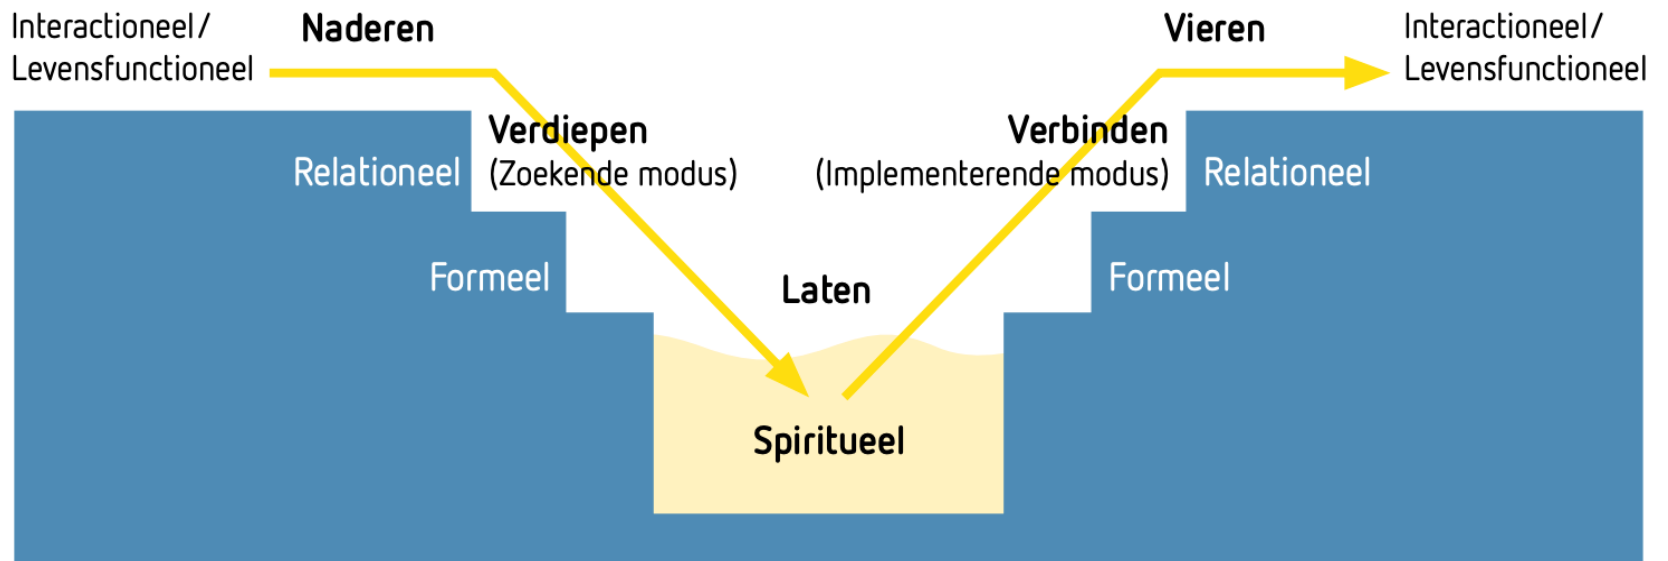 Interactioneel/
Levensfunctioneel
Naderen
Vieren
Interactioneel/
Levensfunctioneel
Verdiepen
(Zoekende modus)
Verbinden
(Implementerende modus)
Relationeel
Relationeel
Formeel
Laten
Formeel
Spiritueel